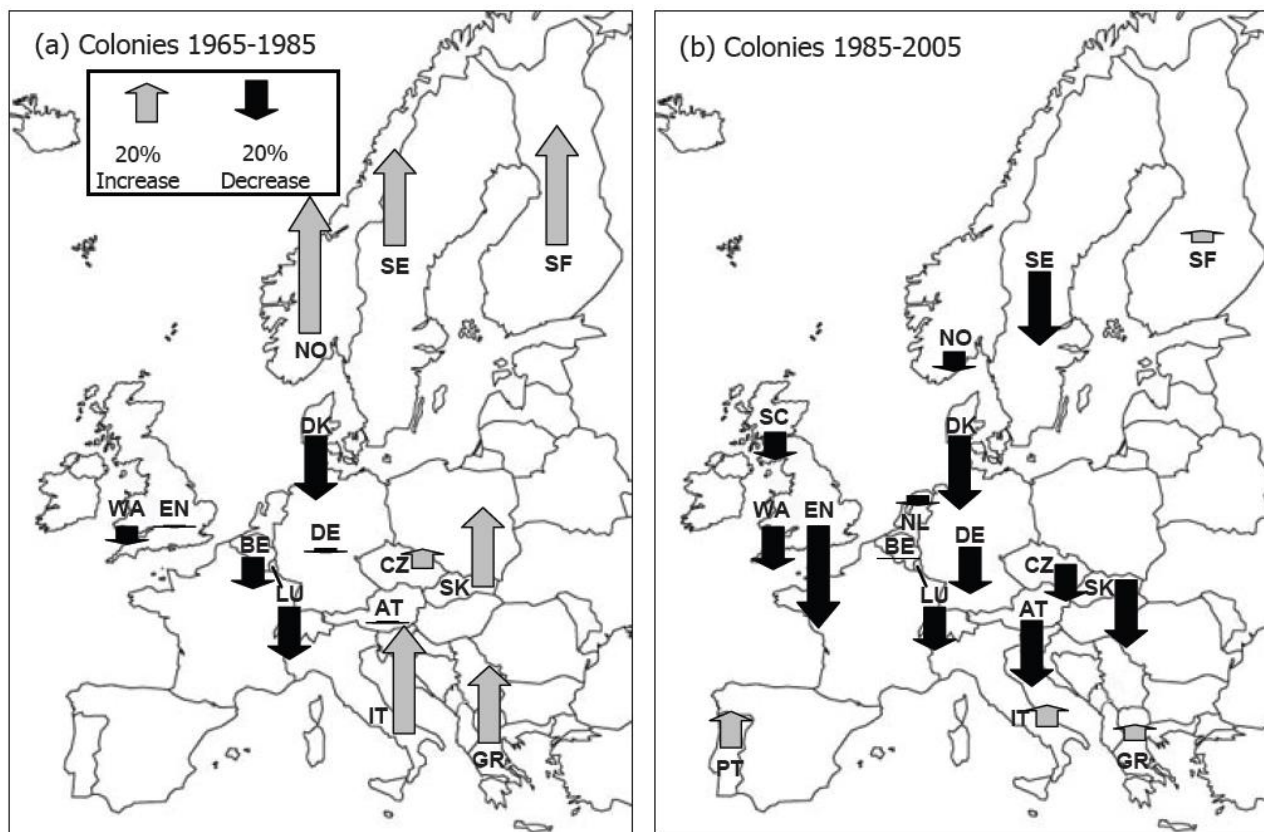 (a) Colonies 1965-1985
20%
Increase
20%
Decrease
SE
SF
NO
DK
WA
EN
DE
BE
CZ
SK
LU
AT
IT
GR
(b) Colonies 1985-2005
SF
SE
NO
SC
DK
WA
EN
NL
DE
BE
CZ
SK
LU
AT
IT
PT
GR